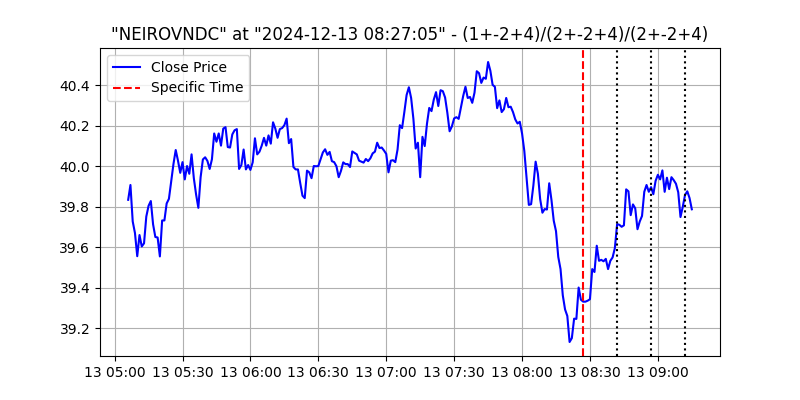 "NEIROVNDC" at "2024-12-13 08:27:05" - (1+-2+4)/(2+-2+4)/(2+-2+4)
Close Price
Specific Time
40.4
40.2
40.0
39.8
39.6
39.4
39.2
13 05:00 13 05:30 13 06:00 13 06:30 13 07:00 13 07:30 13 08:00 13 08:30 13 09:00